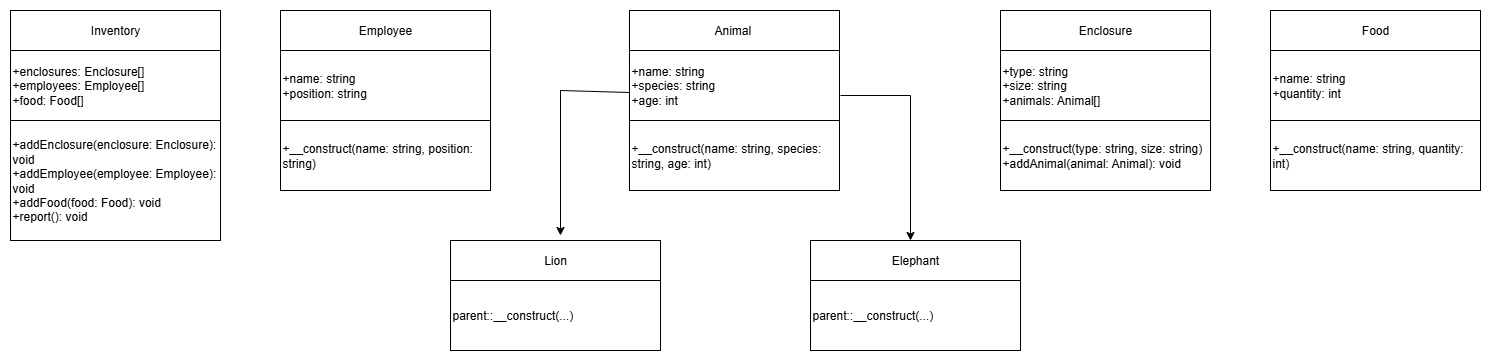 Inventory
+enclosures: Enclosure[]
+employees: Employee[]
+food: Food[]
+addEnclosure(enclosure: Enclosure):
void
+addEmployee(employee: Employee):
void
+addFood(food: Food): void
+report(): void
Employee
+name: string
+position: string
+__construct(name: string, position:
string)
Animal
+name: string
+species: string
+age: int
+__construct(name: string, species:
string, age: int)
Enclosure
+type: string
+size: string
+animals: Animal[]
+__construct(type: string, size: string)
+addAnimal(animal: Animal): void
Food
+name: string
+quantity: int
+__construct(name: string, quantity:
int)
Lion
parent::__construct(...)
Elephant
parent::__construct(...)